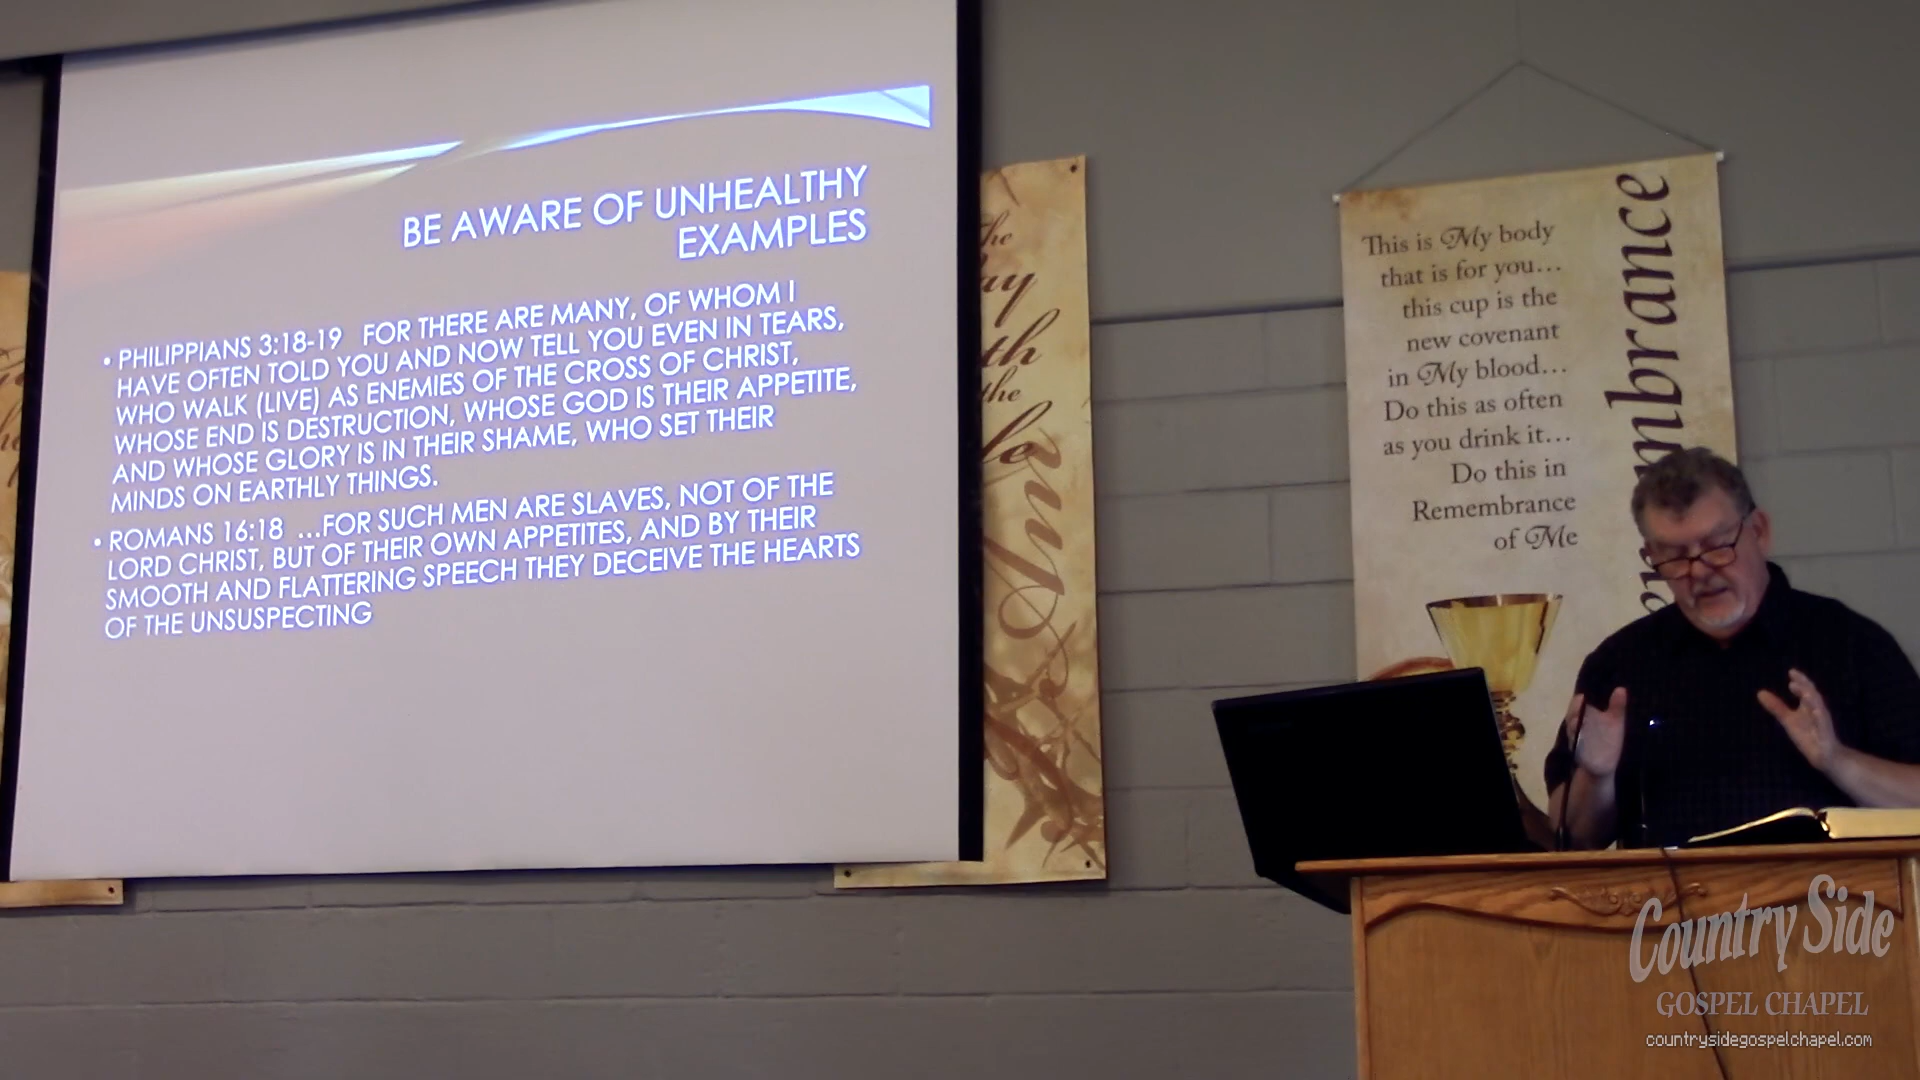 BE AWARE OF UNHEALTHY
EXAMPLES
• PHILIPPIANS 3:18-19 FOR THERE ARE MANY, OF WHOM I
HAVE OFTEN TOLD YOU AND NOW TELL YOU EVEN IN TEARS,
WHO WALK (LIVE) AS ENEMIES OF THE CROSS OF CHRIST,
WHOSE END IS DESTRUCTION, WHOSE GOD IS THEIR APPETITE,
AND WHOSE GLORY IS IN THEIR SHAME, WHO SET THEIR
MINDS ON EARTHLY THINGS.
• ROMANS 16:18 ...FOR SUCH MEN ARE SLAVES, NOT OF THE
LORD CHRIST, BUT OF THEIR OWN APPETITES, AND BY THEIR
SMOOTH AND FLATTERING SPEECH THEY DECEIVE THE HEARTS
OF THE UNSUSPECTING
the
This is My body
that is for you...
this cup is the
new covenant
in My blood...
Do this as often
as you drink it...
Do this in
Remembrance
of Me
mbrance
Country Side
GOSPEL CHAPEL
countrysidegospelchapel.com